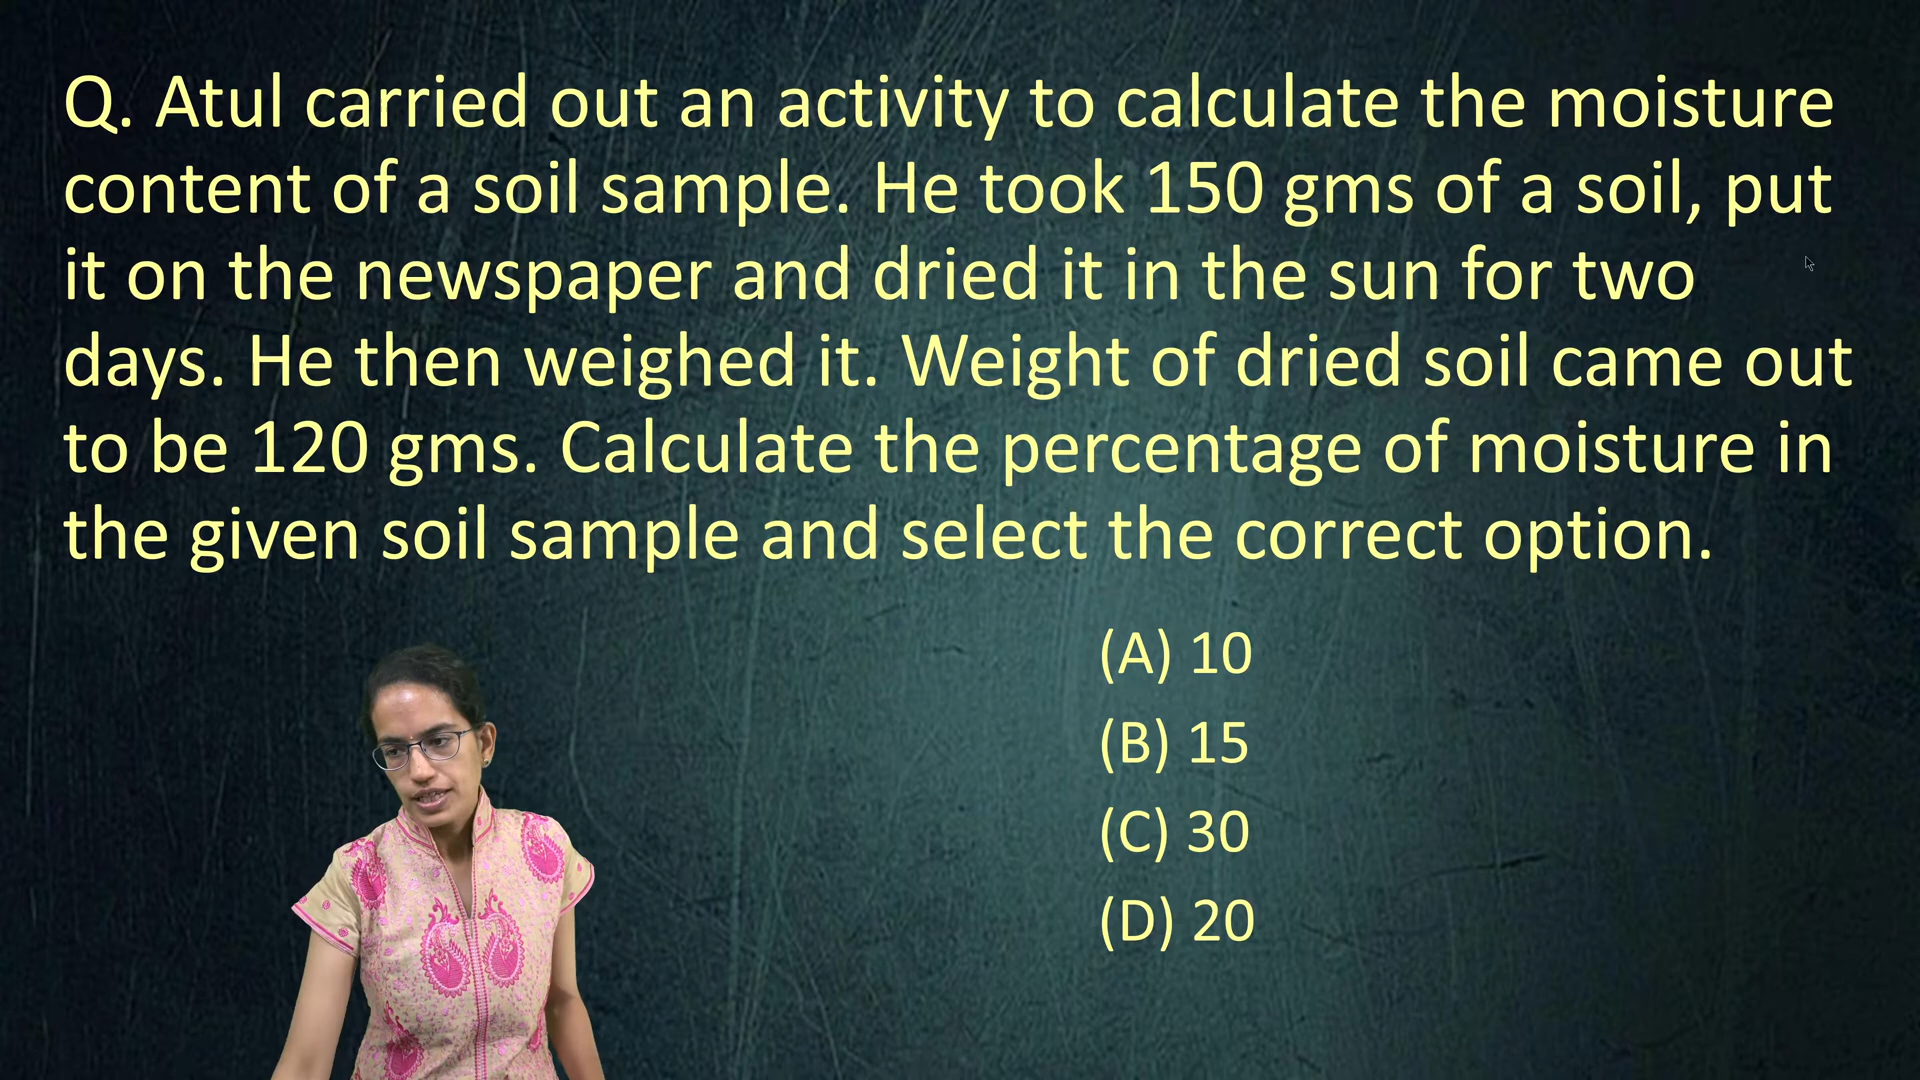 Q. Atul carried out an activity to calculate the moisture
content of a soil sample. He took 150 gms of a soil, put
it on the newspaper and dried it in the sun for two
days. He then weighed it. Weight of dried soil came out
to be 120 gms. Calculate the percentage of moisture in
the given soil sample and select the correct option.
(A) 10
(B) 15
(C) 30
(D) 20